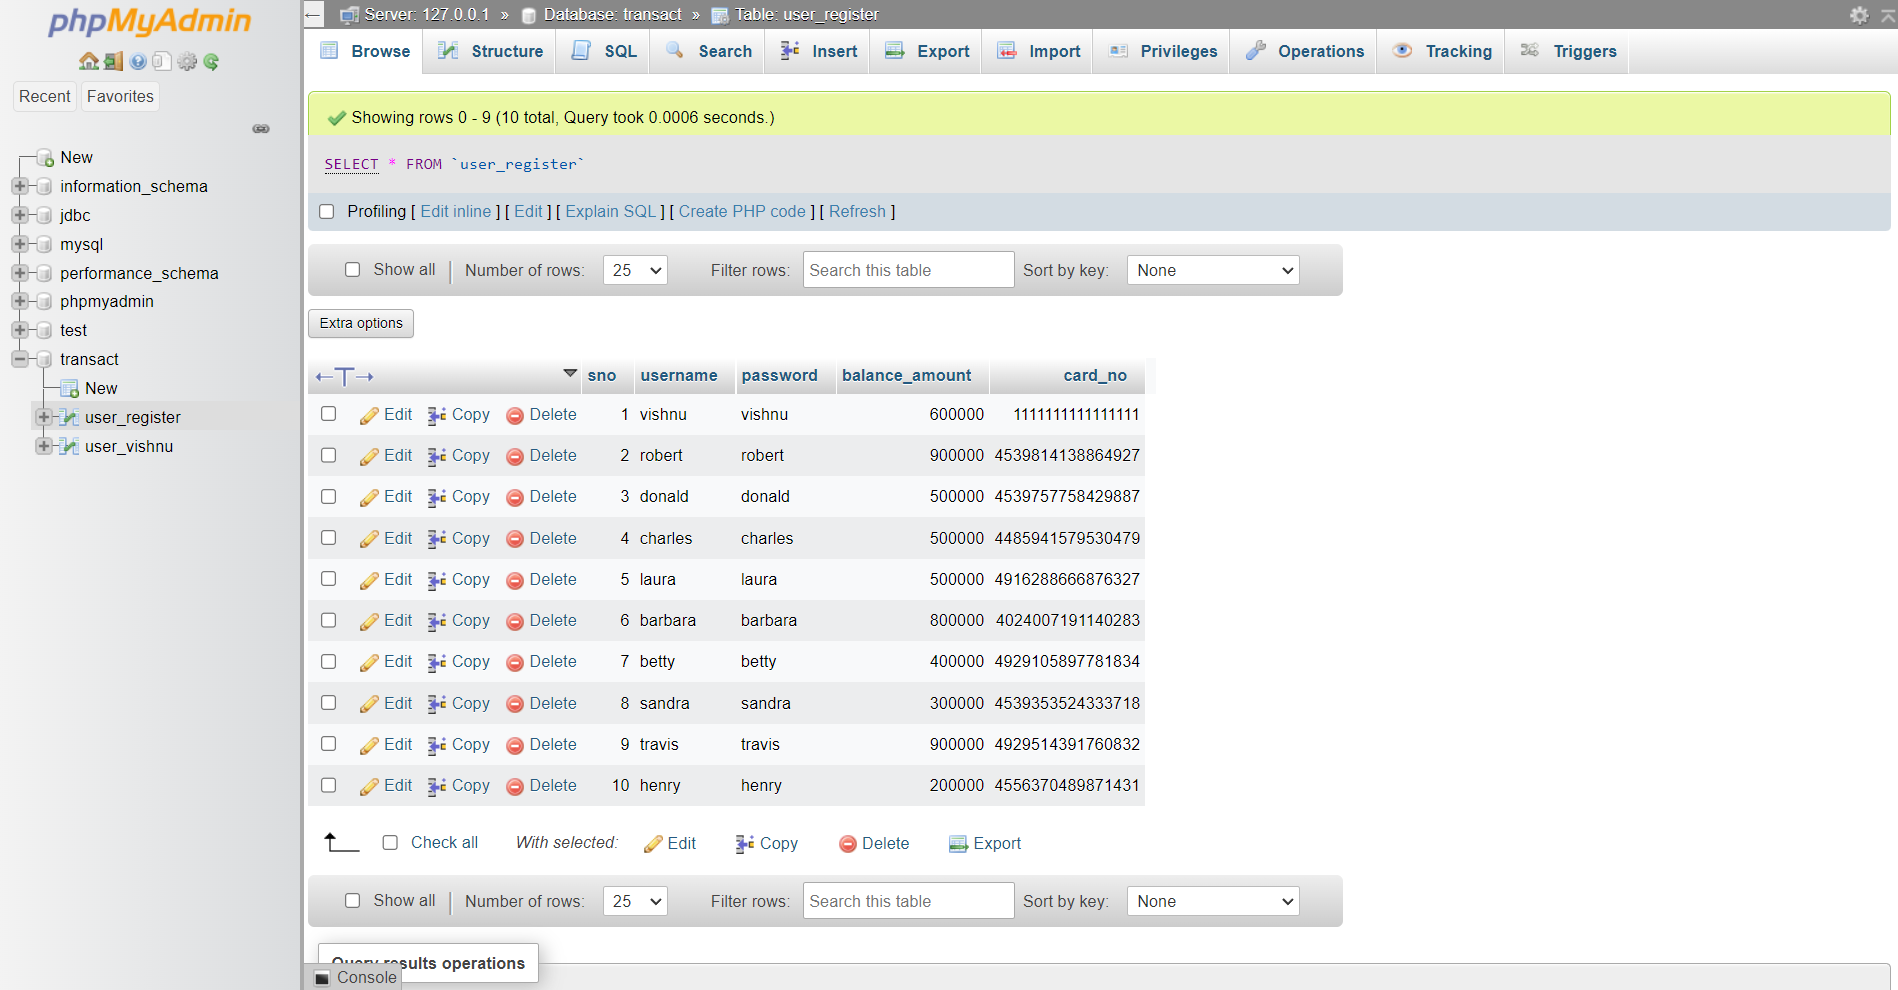 phpMyAdmin
Recent Favorites
New
information_schema
jdbc
mysql
performance_schema
phpmyadmin
test
transact
New
user_register
user_vishnu
Server: 127.0.0.1 » Database: transact » Table: user_register
Browse Structure SQL Search Insert Export Import Privileges Operations Tracking Triggers
Showing rows 0 - 9 (10 total, Query took 0.0006 seconds.)
SELECT * FROM `user_register`
Profiling [ Edit inline ] [ Edit ] [ Explain SQL ] [ Create PHP code ] [ Refresh ]
Show all Number of rows: 25 Filter rows: Search this table Sort by key: None
Extra options
sno username password balance_amount card_no
Edit Copy Delete 1 vishnu vishnu 600000 1111111111111111
Edit Copy Delete 2 robert robert 900000 4539814138864927
Edit Copy Delete 3 donald donald 500000 4539757758429887
Edit Copy Delete 4 charles charles 500000 4485941579530479
Edit Copy Delete 5 laura laura 500000 4916288666876327
Edit Copy Delete 6 barbara barbara 800000 4024007191140283
Edit Copy Delete 7 betty betty 400000 4929105897781834
Edit Copy Delete 8 sandra sandra 300000 4539353524333718
Edit Copy Delete 9 travis travis 900000 4929514391760832
Edit Copy Delete 10 henry henry 200000 4556370489871431
Check all With selected: Edit Copy Delete Export
Show all Number of rows: 25 Filter rows: Search this table Sort by key: None
Query results operations
Console